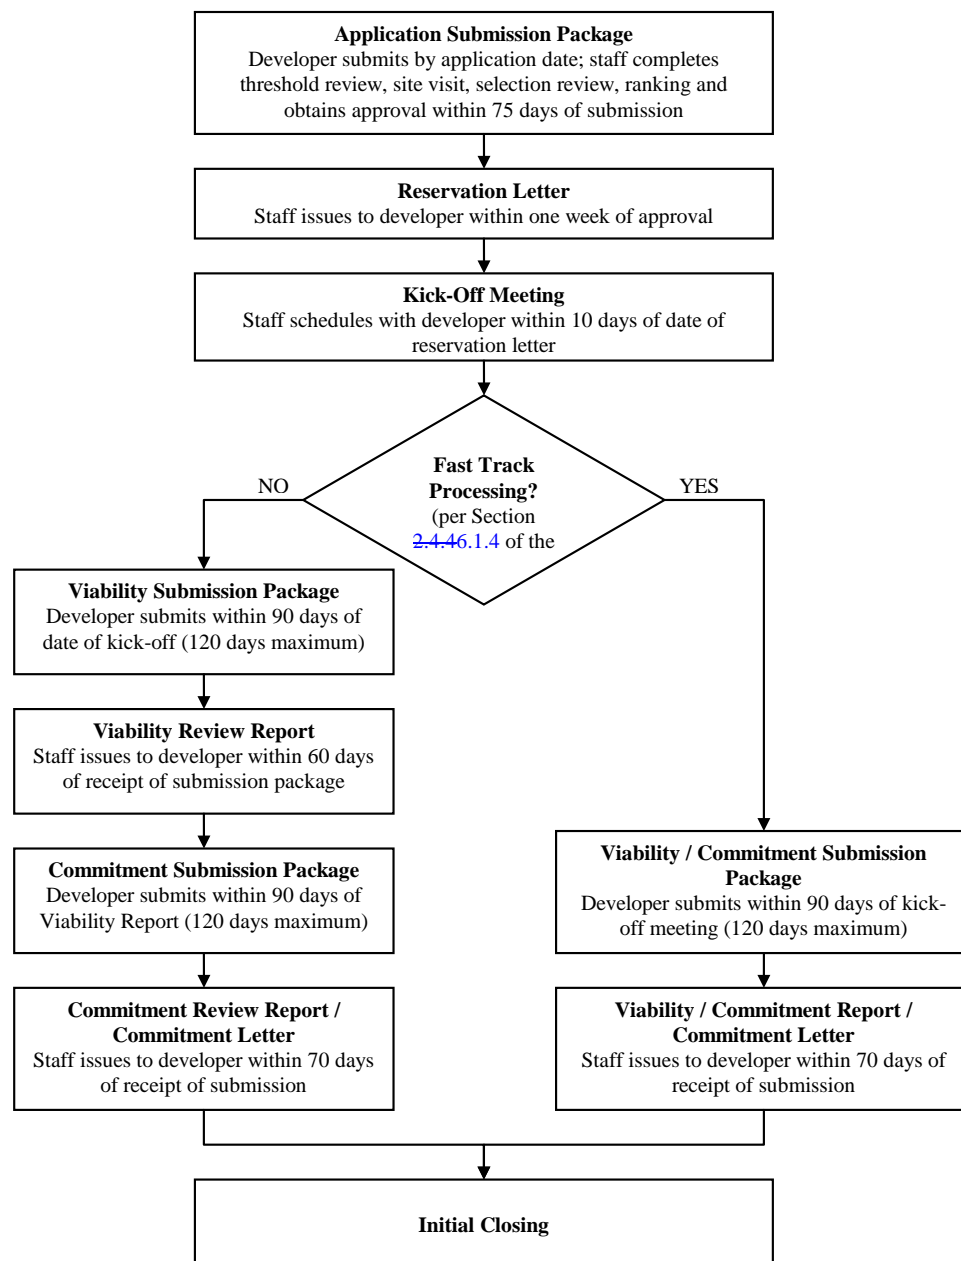 Application Submission Package
Developer submits by application date; staff completes
threshold review, site visit, selection review, ranking and
obtains approval within 75 days of submission
Reservation Letter
Staff issues to developer within one week of approval
Kick-Off Meeting
Staff schedules with developer within 10 days of date of
reservation letter
Fast Track
Processing?
(per Section
2.4.46.1.4 of the
NO
YES
Viability Submission Package
Developer submits within 90 days of
date of kick-off (120 days maximum)
Viability Review Report
Staff issues to developer within 60 days
of receipt of submission package
Commitment Submission Package
Developer submits within 90 days of
Viability Report (120 days maximum)
Commitment Review Report /
Commitment Letter
Staff issues to developer within 70 days
of receipt of submission
Viability / Commitment Submission
Package
Developer submits within 90 days of kick-
off meeting (120 days maximum)
Viability / Commitment Report /
Commitment Letter
Staff issues to developer within 70 days of
receipt of submission
Initial Closing